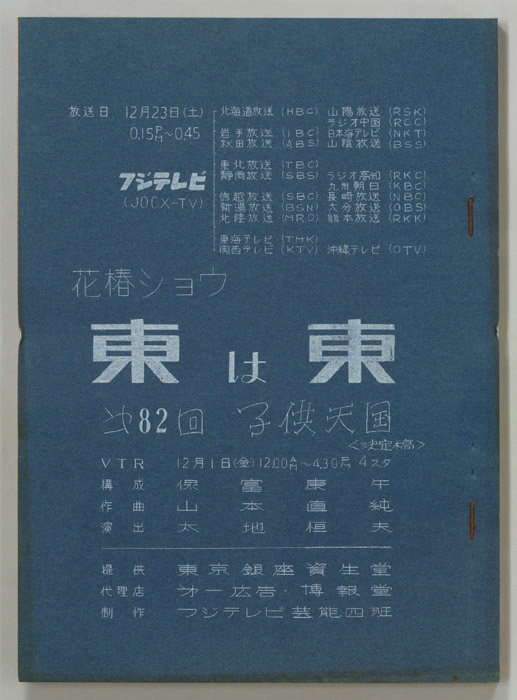 放送日 12月23日(土)
0.15PM~0.45
フジテレビ
(JOCX-TV)
北海道放送 (HBC) 山陽放送 (RSK)
ラジオ中国 (RCC)
岩手放送 (IBC) 日本海テレビ (NKT)
秋田放送 (ABS) 山陰放送 (BSS)
東北放送 (TBC)
静岡放送 (SBS) ラジオ高知 (RKC)
九州朝日 (KBC)
信越放送 (SBC) 長崎放送 (NBC)
新潟放送 (BSN) 大分放送 (OBS)
北陸放送 (MRO) 熊本放送 (RKK)
東海テレビ (THK)
関西テレビ (KTV) 沖縄テレビ (OTV)
花椿ショウ
東は東
第82回 子供天国
<決定稿>
VTR 12月1日(金) 12.00AM~4.30PM 4スタ
構成 保富康午
作曲 山本直純
演出 太地恒夫
提供 東京銀座資生堂
代理店 第一広告・博報堂
制作 フジテレビ芸能四班